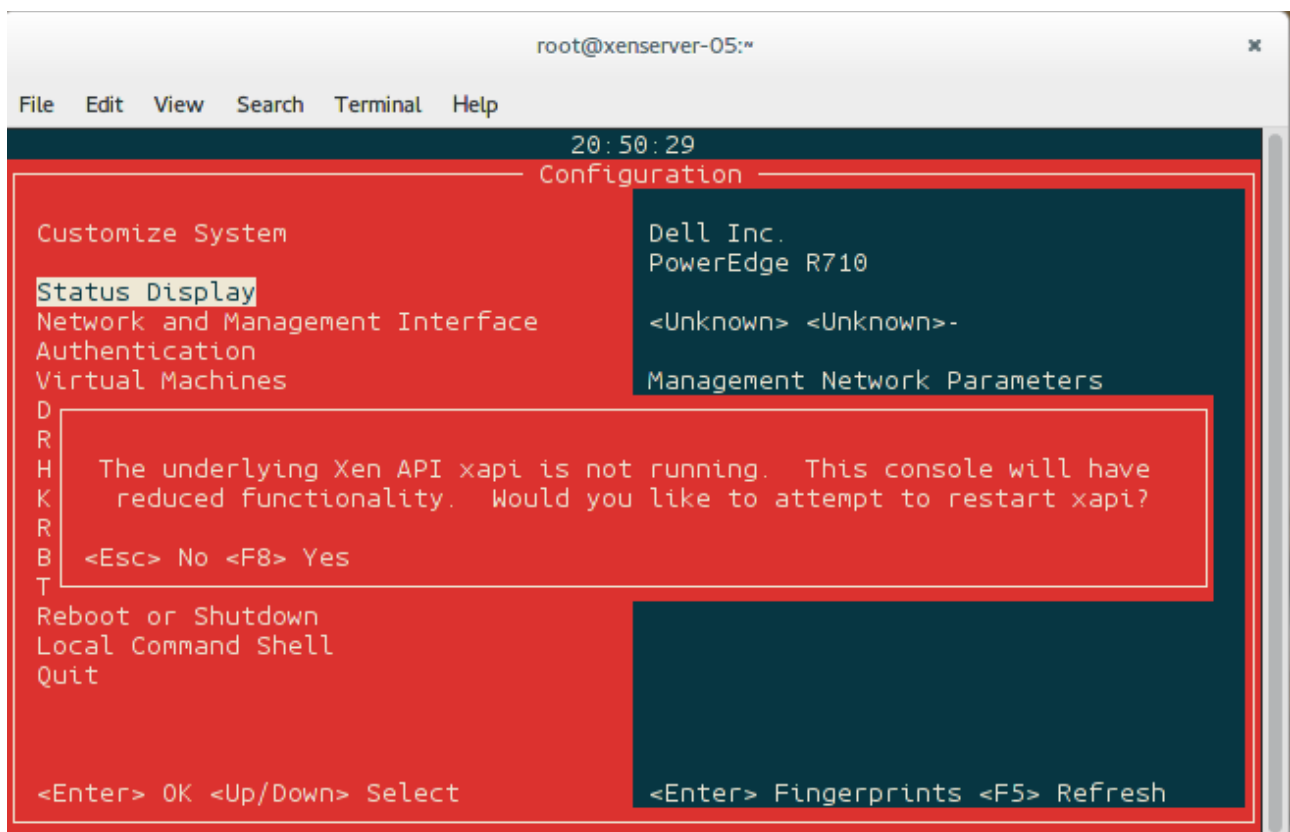 root@xenserver-05:~
File Edit View Search Terminal Help
20:50:29
Configuration
Customize System
Dell Inc.
PowerEdge R710
Status Display
Network and Management Interface
<Unknown> <Unknown>-
Authentication
Virtual Machines
Management Network Parameters
D
R
H
The underlying Xen API xapi is not running. This console will have
K
reduced functionality. Would you like to attempt to restart xapi?
R
B
<Esc> No <F8> Yes
T
Reboot or Shutdown
Local Command Shell
Quit
<Enter> OK <Up/Down> Select
<Enter> Fingerprints <F5> Refresh